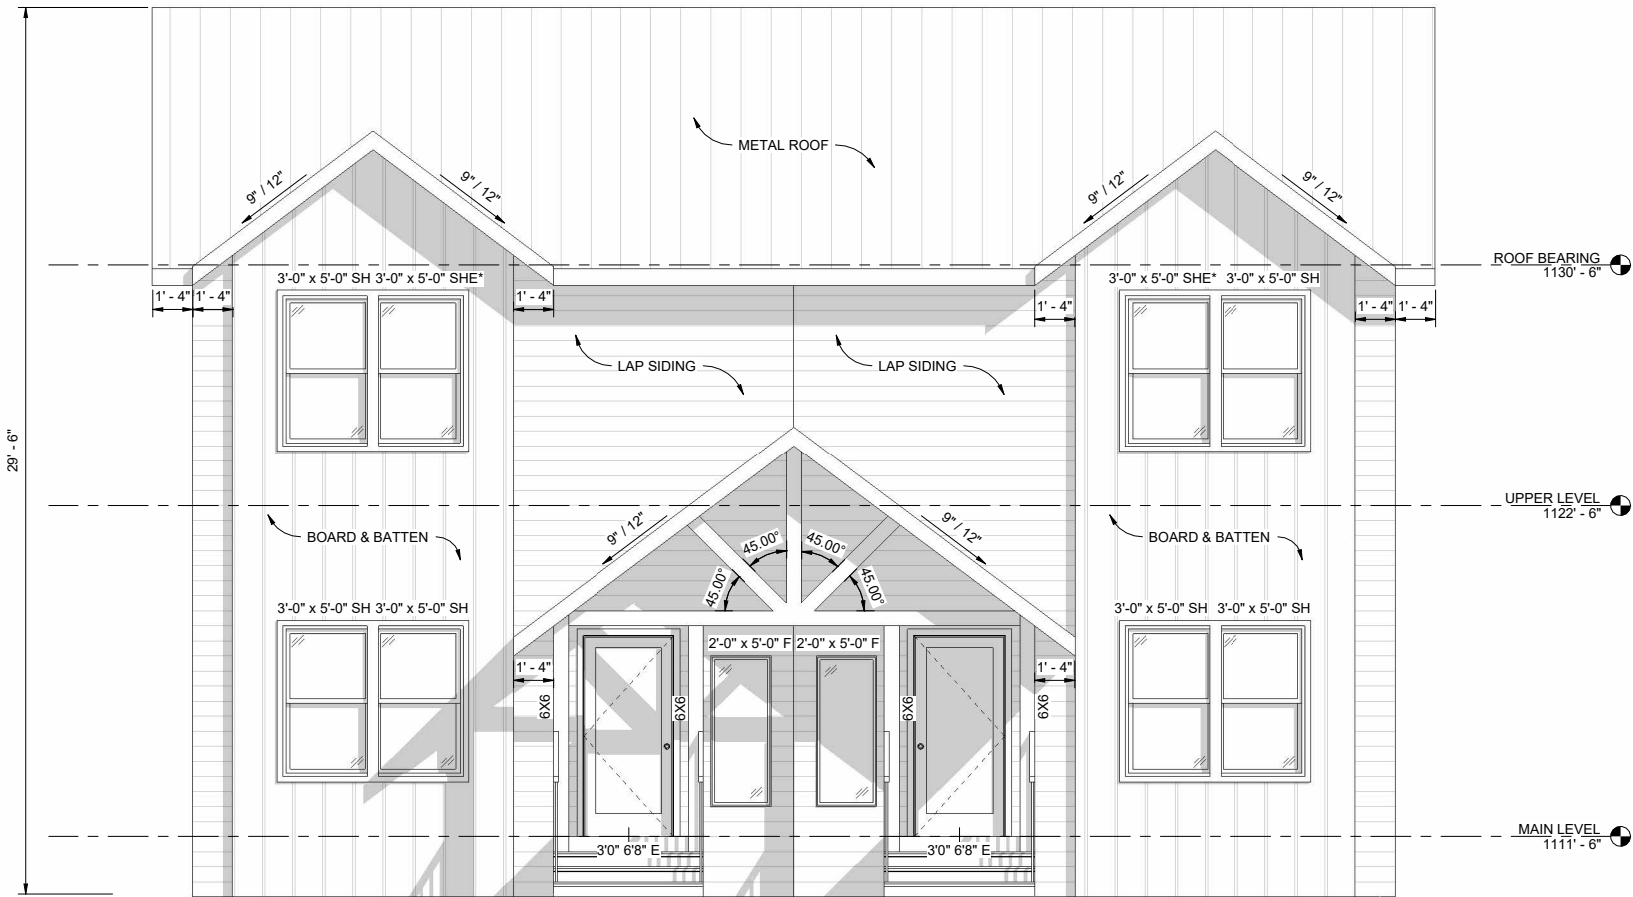 METAL ROOF
9" / 12"
9" / 12"
9" / 12"
9" / 12"
ROOF BEARING
1130' - 6"
3'-0" x 5'-0" SH 3'-0" x 5'-0" SHE*
3'-0" x 5'-0" SHE* 3'-0" x 5'-0" SH
1' - 4" 1' - 4" 1' - 4" 1' - 4" 1' - 4" 1' - 4"
LAP SIDING
LAP SIDING
29' - 6"
UPPER LEVEL
1122' - 6"
BOARD & BATTEN
9" / 12"
45.00° 45.00°
9" / 12"
BOARD & BATTEN
45.00° 45.00°
3'-0" x 5'-0" SH 3'-0" x 5'-0" SH
3'-0" x 5'-0" SH 3'-0" x 5'-0" SH
2'-0" x 5'-0" F 2'-0" x 5'-0" F
1' - 4" 1' - 4"
6X6 6X6 6X6 6X6
MAIN LEVEL
1111' - 6"
3'0" 6'8" E 3'0" 6'8" E